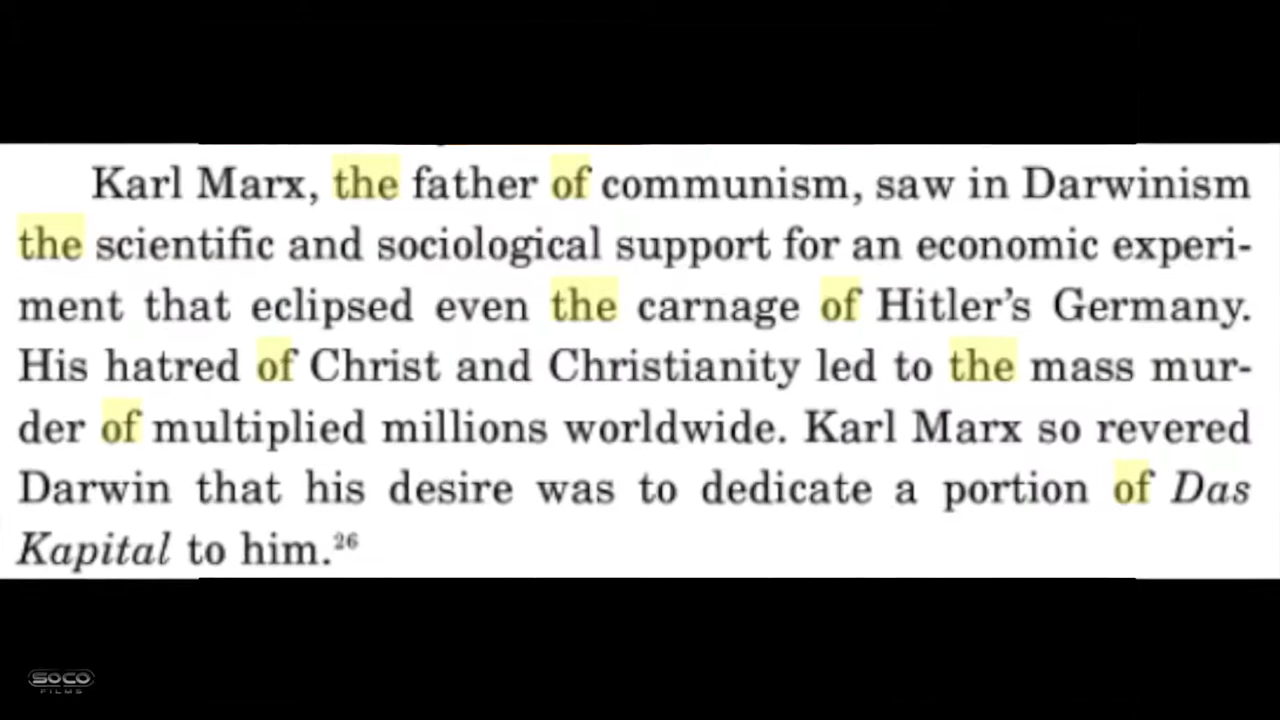 Karl Marx, the father of communism, saw in Darwinism
the scientific and sociological support for an economic experi-
ment that eclipsed even the carnage of Hitler's Germany.
His hatred of Christ and Christianity led to the mass mur-
der of multiplied millions worldwide. Karl Marx so revered
Darwin that his desire was to dedicate a portion of Das
Kapital to him.26
SOCO
FILMS